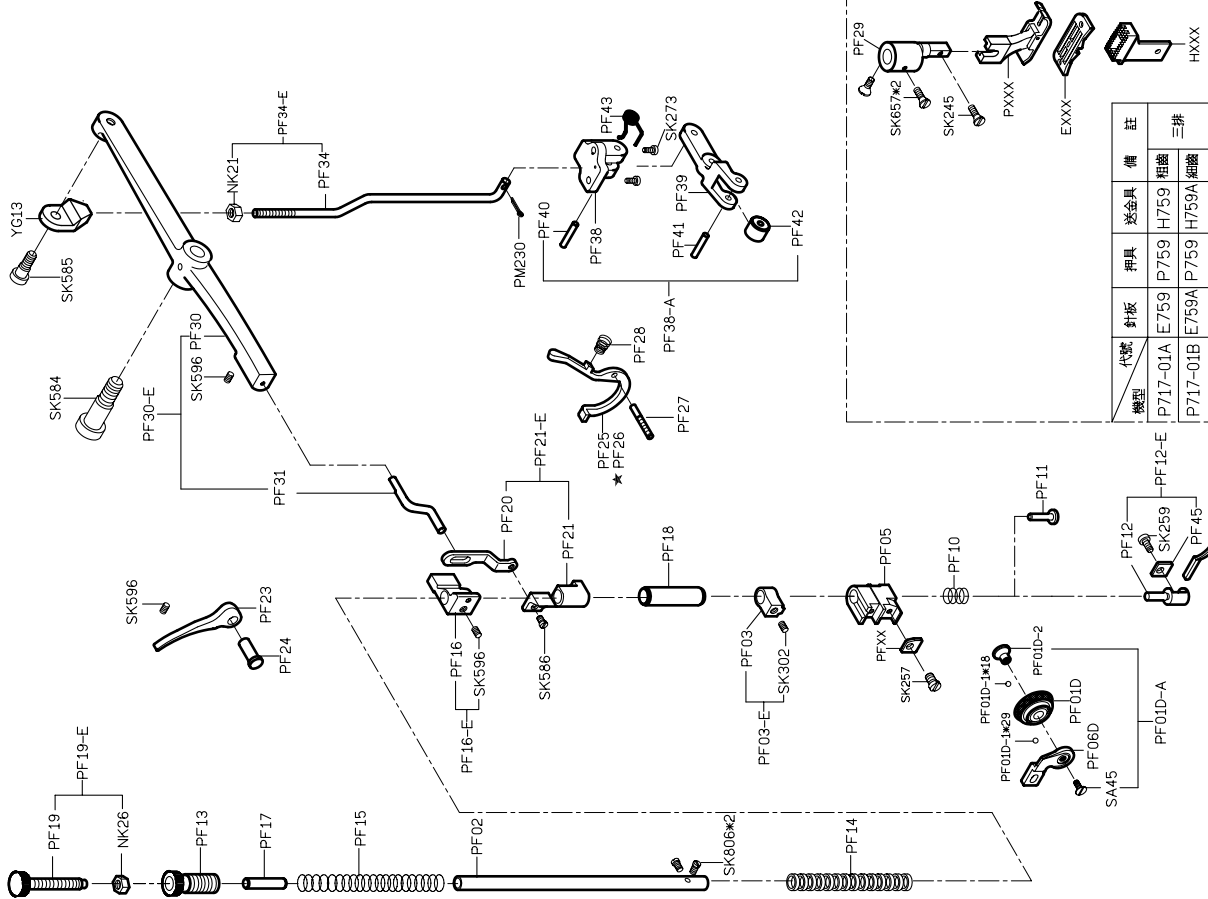 YG13
SK585
SK584
NK21
PF34-E
PF34
PF30
PF30-E
SK596
PF31
PM230
PF43
SK273
PF40
PF38
PF39
PF41
PF42
PF38-A
PF28
PF25
★ PF26
PF27
PF29
SK657*2
SK245
PXXX
EXXX
HXXX
機型 代號 針板 押具 送金具 備 註
P717-01A E759 P759 H759 粗齒 三排
P717-01B E759A P759 H759A 細齒
SK596
PF23
PF24
PF20
PF21-E
PF21
PF16
SK596
PF16-E
SK586
PF18
PF03
SK302
PF03-E
PF05
PFXX
SK257
PF10
PF11
PF12-E
PF12
SK259
PF45
PF01D-2
PF01D-1*18
PF01D
PF01D-1*29
PF06D
SA45
PF01D-A
PF19-E
PF19
NK26
PF13
PF17
PF15
PF02
SK806*2
PF14